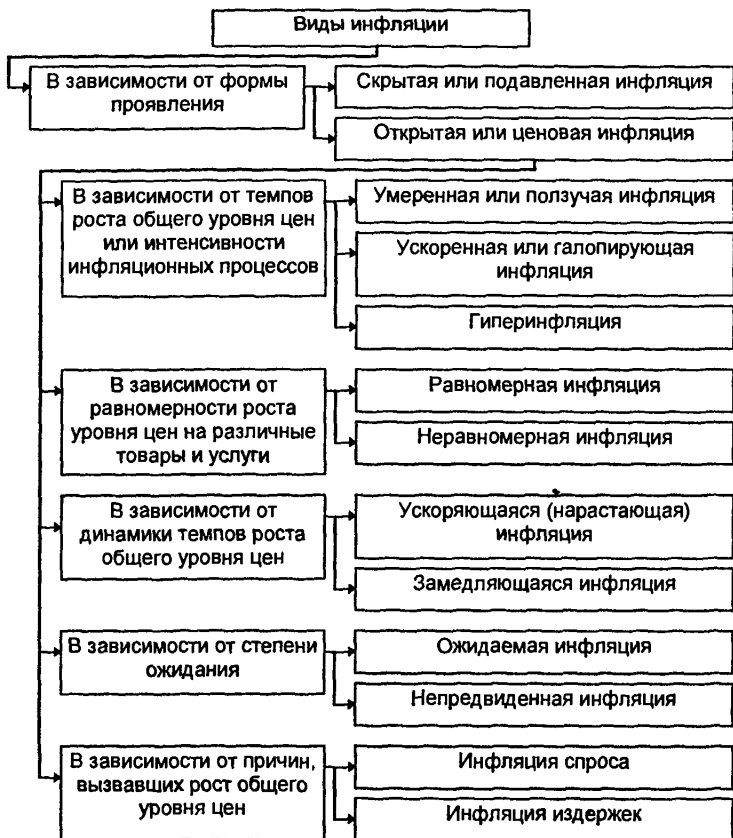 Виды инфляции
В зависимости от формы
проявления
Скрытая или подавленная инфляция
Открытая или ценовая инфляция
В зависимости от темпов
роста общего уровня цен
или интенсивности
инфляционных процессов
Умеренная или ползучая инфляция
Ускоренная или галопирующая
инфляция
Гиперинфляция
В зависимости от
равномерности роста
уровня цен на различные
товары и услуги
Равномерная инфляция
Неравномерная инфляция
В зависимости от
динамики темпов роста
общего уровня цен
Ускоряющаяся (нарастающая)
инфляция
Замедляющаяся инфляция
В зависимости от степени
ожидания
Ожидаемая инфляция
Непредвиденная инфляция
В зависимости от причин,
вызвавших рост общего
уровня цен
Инфляция спроса
Инфляция издержек